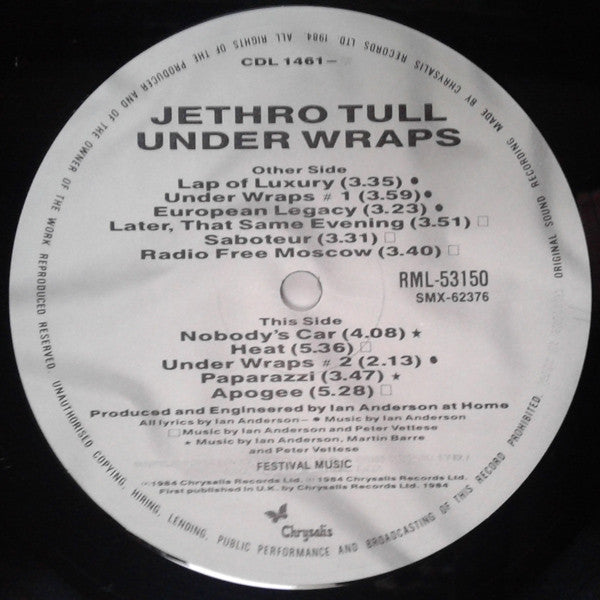 CDL 1461–
JETHRO TULL
UNDER WRAPS
Other Side
Lap of Luxury (3.35) •
Under Wraps # 1 (3.59) •
European Legacy (3.23) •
Later, That Same Evening (3.51) □
Saboteur (3.31) □
Radio Free Moscow (3.40) □
RML-53150
SMX-62376
This Side
Nobody's Car (4.08) ★
Heat (5.36) □
Under Wraps # 2 (2.13) •
Paparazzi (3.47) ★
Apogee (5.28) □
Produced and Engineered by Ian Anderson at Home
All lyrics by Ian Anderson– • Music by Ian Anderson
□ Music by Ian Anderson and Peter Vettese
★ Music by Ian Anderson, Martin Barre
and Peter Vettese
FESTIVAL MUSIC
℗ 1984 Chrysalis Records Ltd. © 1984 Chrysalis Records Ltd.
First published in U.K. by Chrysalis Records Ltd. 1984
Chrysalis
ORIGINAL SOUND RECORDING MADE BY CHRYSALIS RECORDS LTD. 1984. ALL RIGHTS OF THE PRODUCER AND OF THE OWNER OF THE WORK REPRODUCED RESERVED. UNAUTHORISED COPYING, HIRING, LENDING, PUBLIC PERFORMANCE AND BROADCASTING OF THIS RECORD PROHIBITED